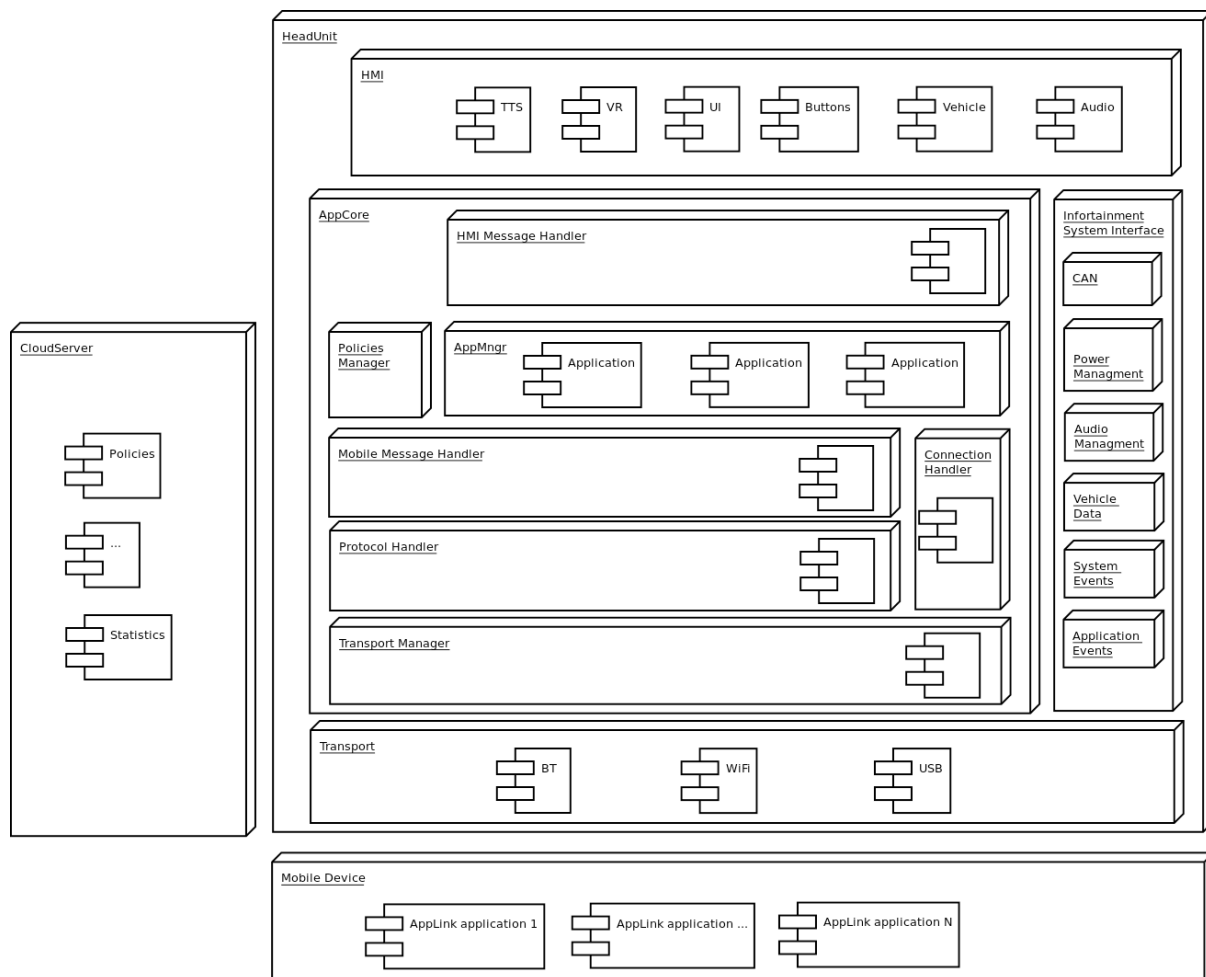 HeadUnit
HMI
TTS
VR
UI
Buttons
Vehicle
Audio
AppCore
HMI Message Handler
Policies
Manager
AppMngr
Application
Application
Application
Mobile Message Handler
Connection
Handler
Protocol Handler
Transport Manager
Infortainment
System Interface
CAN
Power
Managment
Audio
Managment
Vehicle
Data
System
Events
Application
Events
Transport
BT
WiFi
USB
CloudServer
Policies
...
Statistics
Mobile Device
AppLink application 1
AppLink application ...
AppLink application N